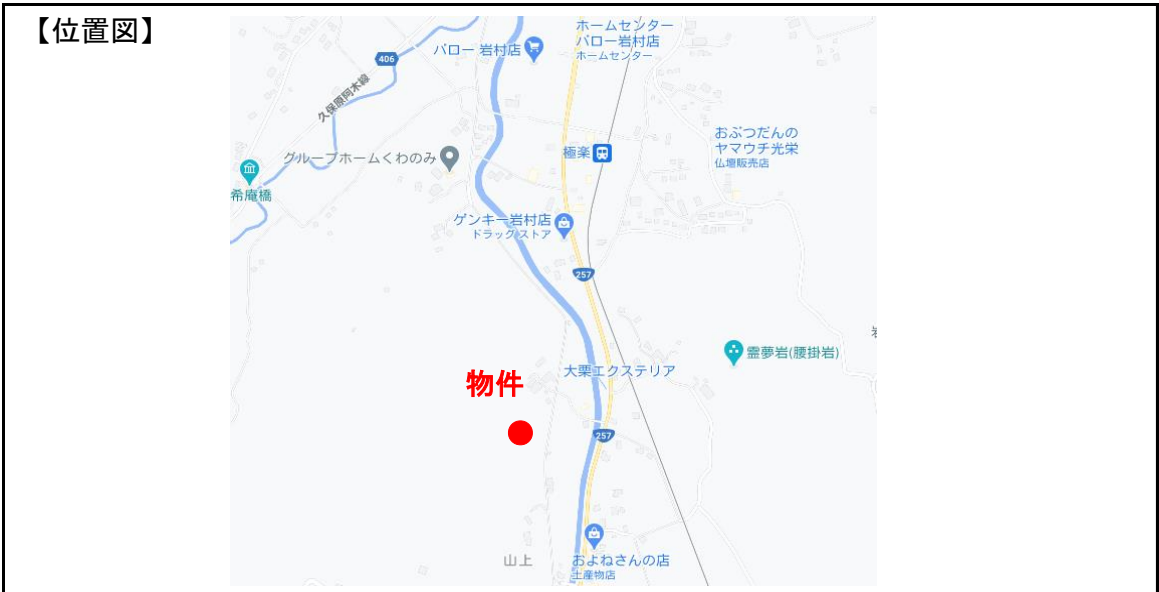 【位置図】
ホームセンター
バロー岩村店
ホームセンター
バロー 岩村店
406
久保原阿木線
おぶつだんの
ヤマウチ光栄
仏壇販売店
極楽
グループホームくわのみ
希庵橋
ゲンキー岩村店
ドラッグストア
257
霊夢岩(腰掛岩)
大栗エクステリア
物件
257
山上
およねさんの店
土産物店